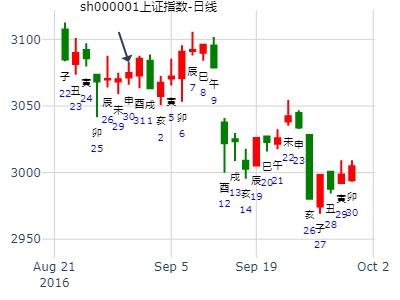 sh000001上证指数-日线
3100
3050
3000
2950
子
22
丑
23
寅
24
卯
25
辰
26
未
29
申
30
酉
31
戌
1
亥
2
寅
5
卯
6
辰
7
巳
8
午
9
酉
12
戌
13
亥
14
辰
19
巳
20
午
21
未
22
申
23
亥
26
子
27
丑
28
寅
29
卯
30
Aug 21
2016
Sep 5
Sep 19
Oct 2